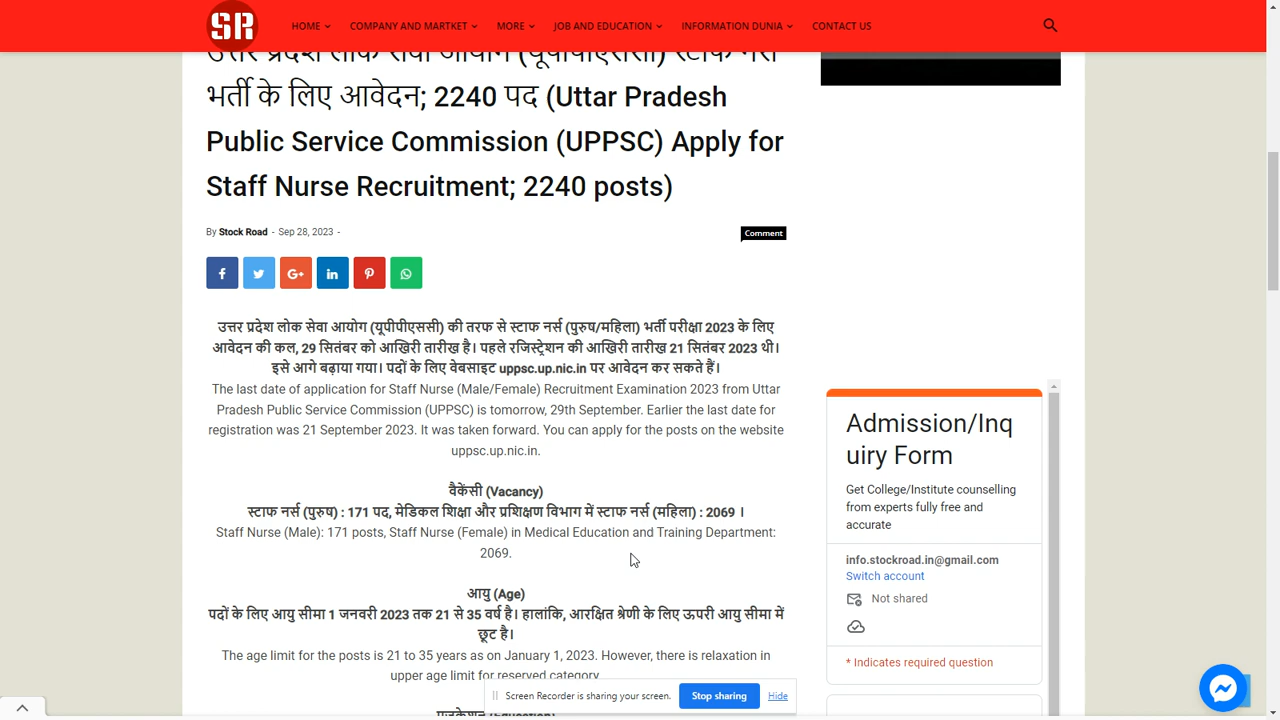 SR
HOME
COMPANY AND MARTKET
MORE
JOB AND EDUCATION
INFORMATION DUNIA
CONTACT US
उत्तर प्रदेश लोक सेवा आयोग (यूपीपीएससी) स्टाफ नर्स
भर्ती के लिए आवेदन; 2240 पद (Uttar Pradesh
Public Service Commission (UPPSC) Apply for
Staff Nurse Recruitment; 2240 posts)
By Stock Road - Sep 28, 2023 -
Comment
उत्तर प्रदेश लोक सेवा आयोग (यूपीपीएससी) की तरफ से स्टाफ नर्स (पुरुष/महिला) भर्ती परीक्षा 2023 के लिए
आवेदन की कल, 29 सितंबर को आखिरी तारीख है। पहले रजिस्ट्रेशन की आखिरी तारीख 21 सितंबर 2023 थी।
इसे आगे बढ़ाया गया। पदों के लिए वेबसाइट uppsc.up.nic.in पर आवेदन कर सकते हैं।
The last date of application for Staff Nurse (Male/Female) Recruitment Examination 2023 from Uttar
Pradesh Public Service Commission (UPPSC) is tomorrow, 29th September. Earlier the last date for
registration was 21 September 2023. It was taken forward. You can apply for the posts on the website
uppsc.up.nic.in.
वैकेंसी (Vacancy)
स्टाफ नर्स (पुरुष) : 171 पद, मेडिकल शिक्षा और प्रशिक्षण विभाग में स्टाफ नर्स (महिला) : 2069 ।
Staff Nurse (Male): 171 posts, Staff Nurse (Female) in Medical Education and Training Department:
2069.
आयु (Age)
पदों के लिए आयु सीमा 1 जनवरी 2023 तक 21 से 35 वर्ष है। हालांकि, आरक्षित श्रेणी के लिए ऊपरी आयु सीमा में
छूट है।
The age limit for the posts is 21 to 35 years as on January 1, 2023. However, there is relaxation in
upper age limit for reserved category.
Admission/Inq
uiry Form
Get College/Institute counselling
from experts fully free and
accurate
info.stockroad.in@gmail.com
Switch account
Not shared
* Indicates required question
Screen Recorder is sharing your screen.
Stop sharing
Hide